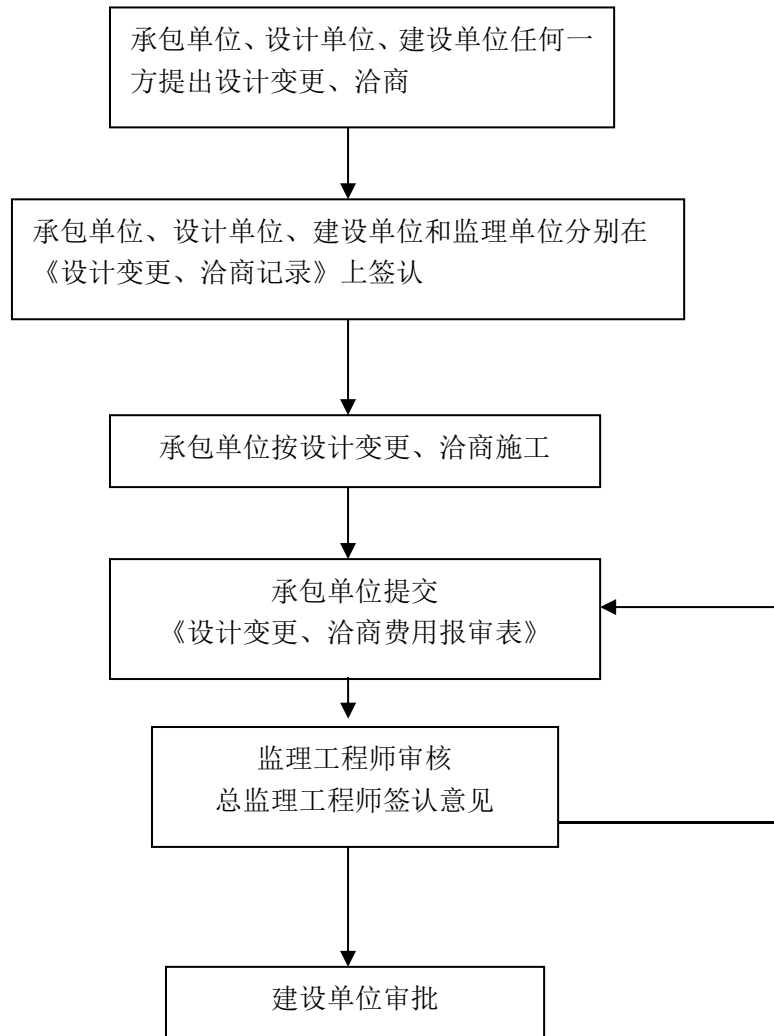 承包单位、设计单位、建设单位任何一
方提出设计变更、洽商
承包单位、设计单位、建设单位和监理单位分别在
《设计变更、洽商记录》上签认
承包单位按设计变更、洽商施工
承包单位提交
《设计变更、洽商费用报审表》
监理工程师审核
总监理工程师签认意见
建设单位审批